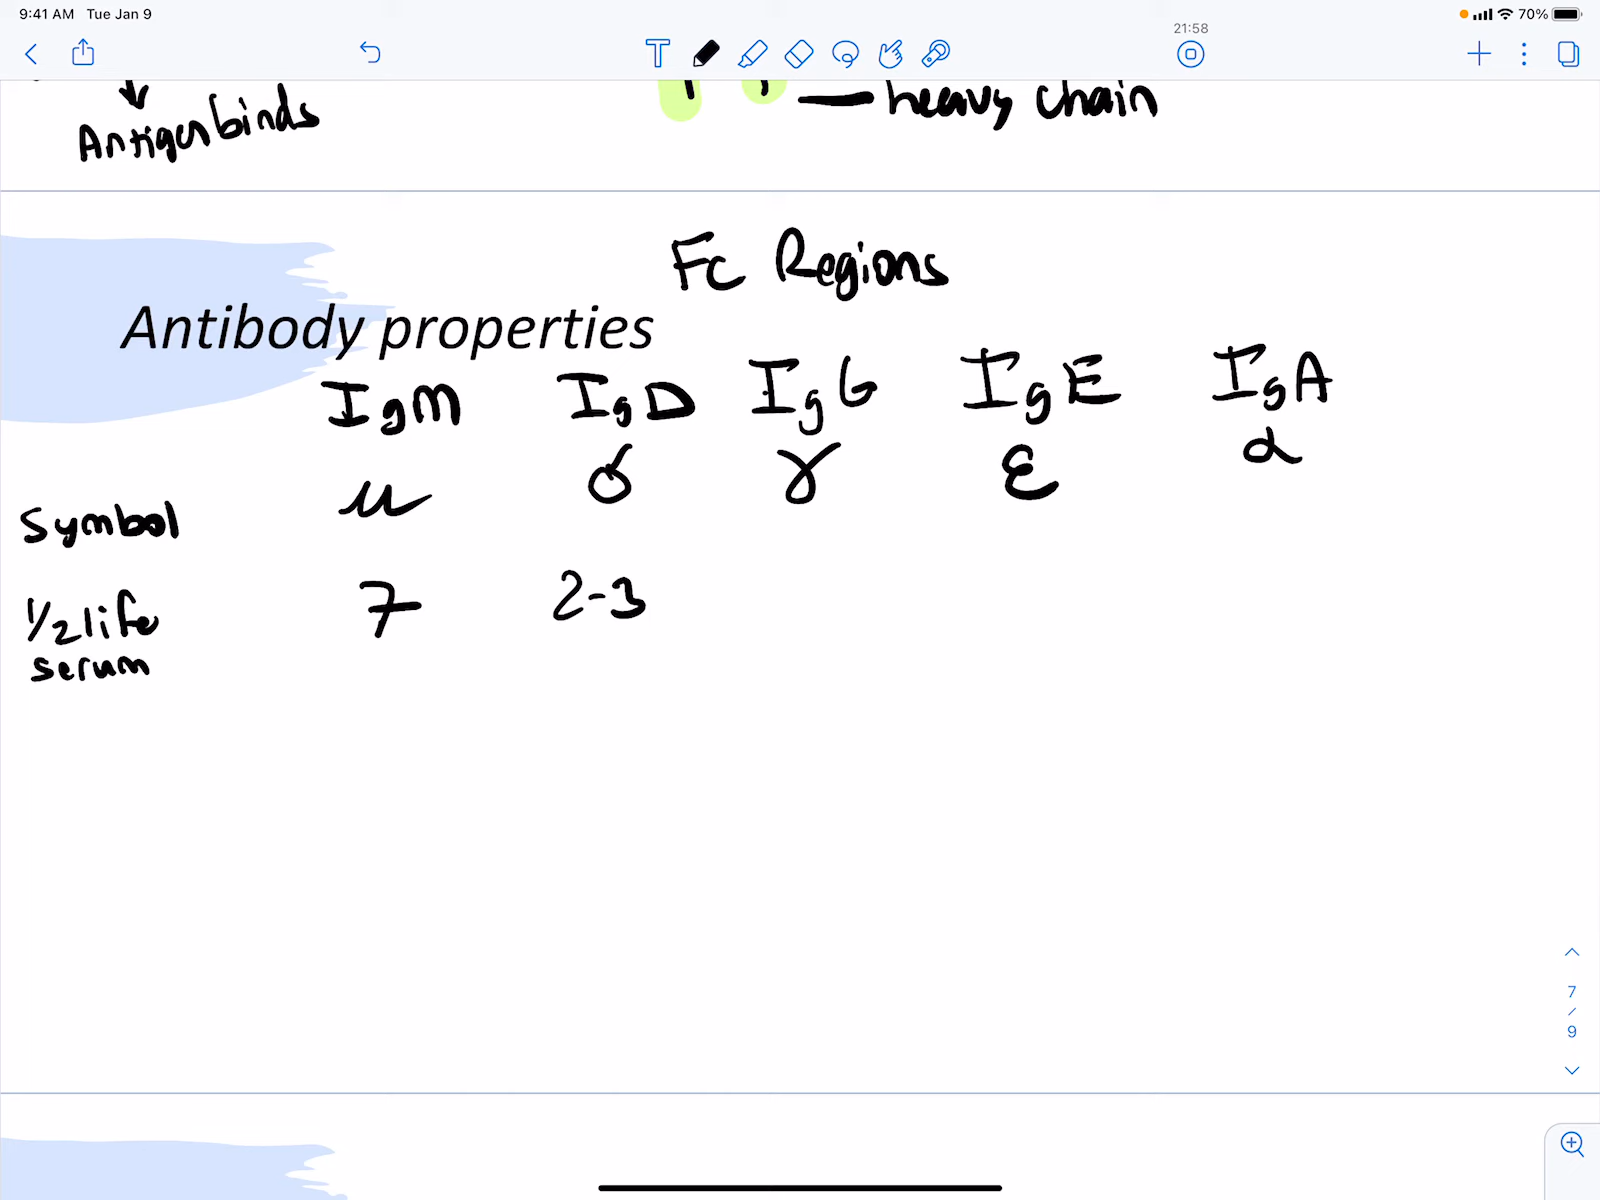 9:41 AM Tue Jan 9
70%
21:58
T
Antigen binds
— heavy chain
Fc Regions
Antibody properties
IgM IgD IgG IgE IgA
Symbol μ δ γ ε α
1/2 life serum 7 2-3
7
/
9